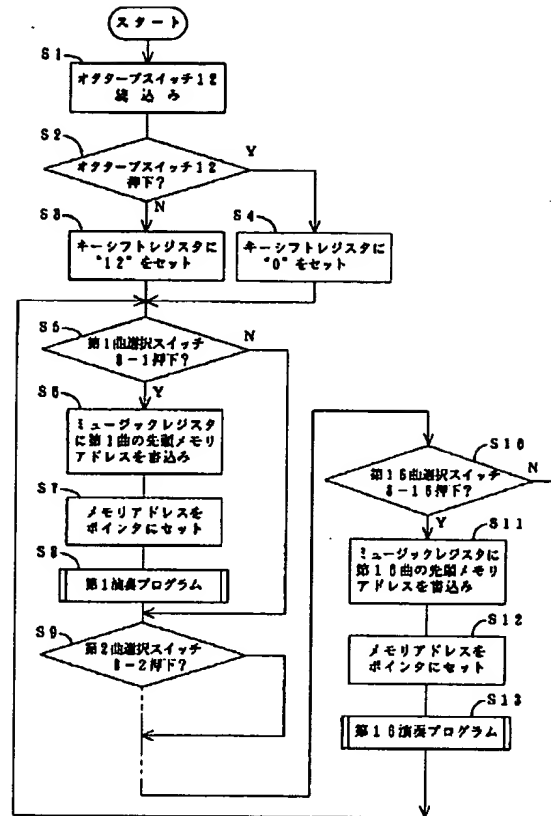 スタート
S1
オクターブスイッチ12
読込み
S2
オクターブスイッチ12
押下?
Y
N
S3
キーシフトレジスタに
"12"をセット
S4
キーシフトレジスタに
"0"をセット
S5
第1曲選択スイッチ
8-1押下?
N
Y
S6
ミュージックレジスタ
に第1曲の先頭メモリ
アドレスを書込み
S7
メモリアドレスを
ポインタにセット
S8
第1演奏プログラム
S9
第2曲選択スイッチ
8-2押下?
S10
第16曲選択スイッチ
8-16押下?
N
Y
S11
ミュージックレジスタに
第16曲の先頭メモリ
アドレスを書込み
S12
メモリアドレスを
ポインタにセット
S13
第16演奏プログラム